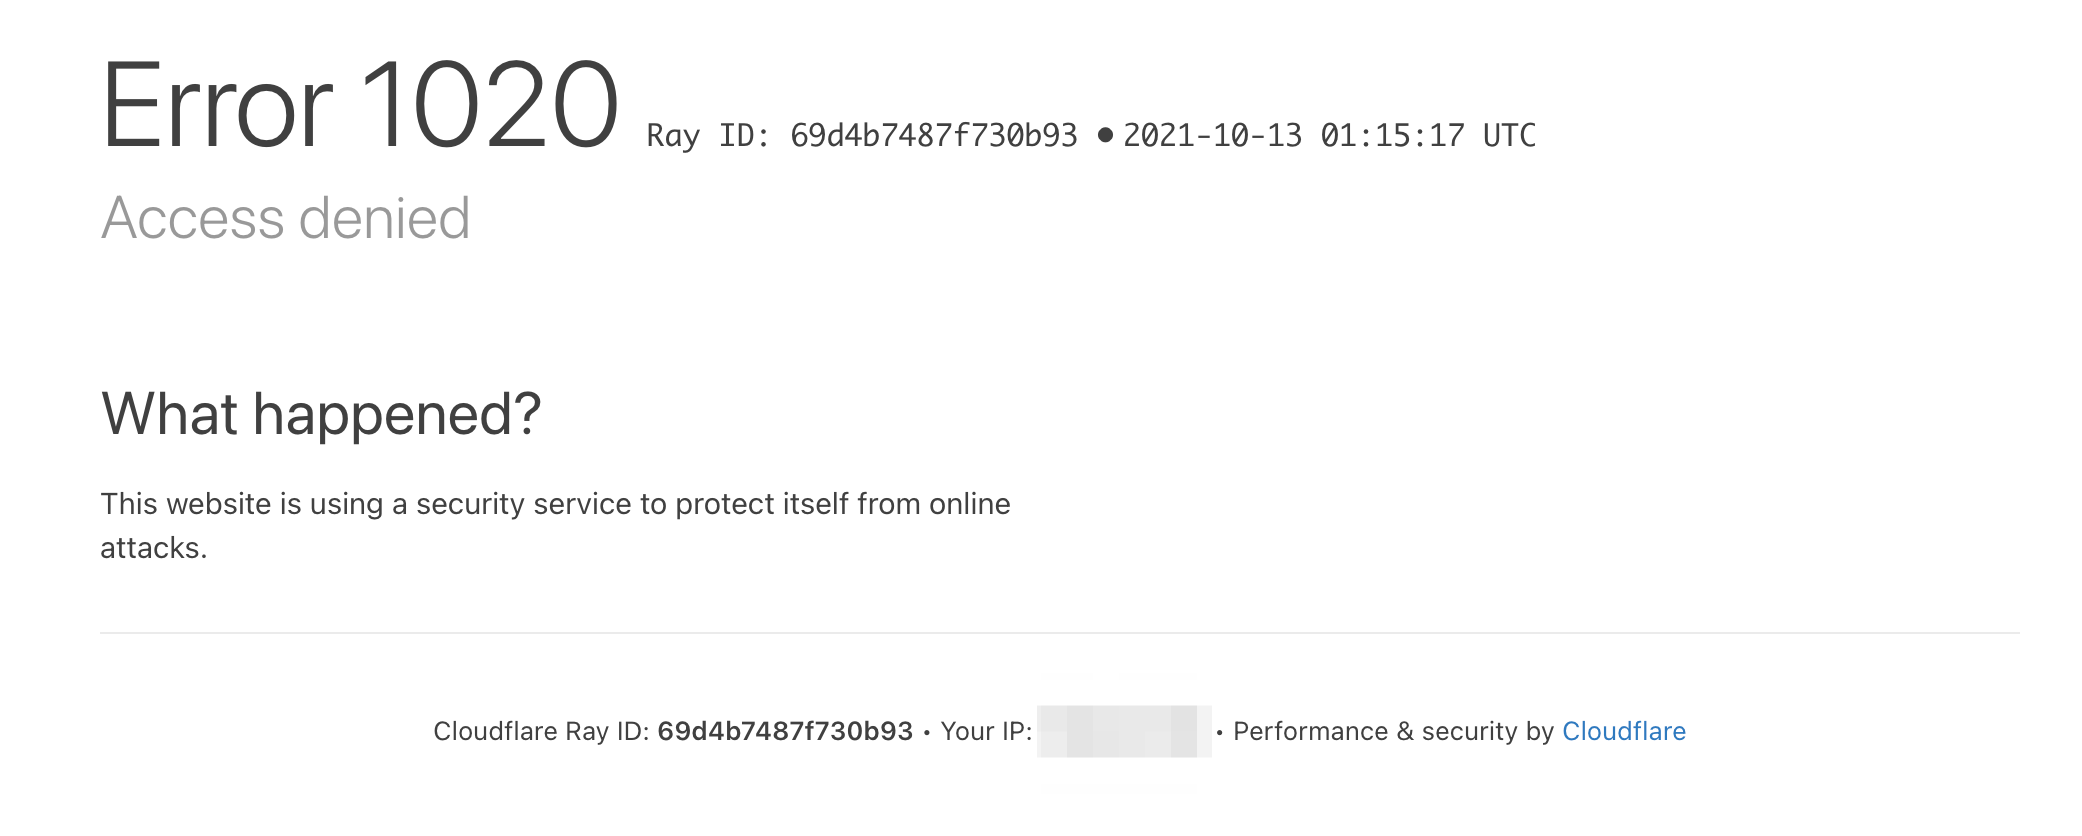 Error 1020 Ray ID: 69d4b7487f730b93 • 2021-10-13 01:15:17 UTC
Access denied
What happened?
This website is using a security service to protect itself from online
attacks.
Cloudflare Ray ID: 69d4b7487f730b93 • Your IP: • Performance & security by Cloudflare